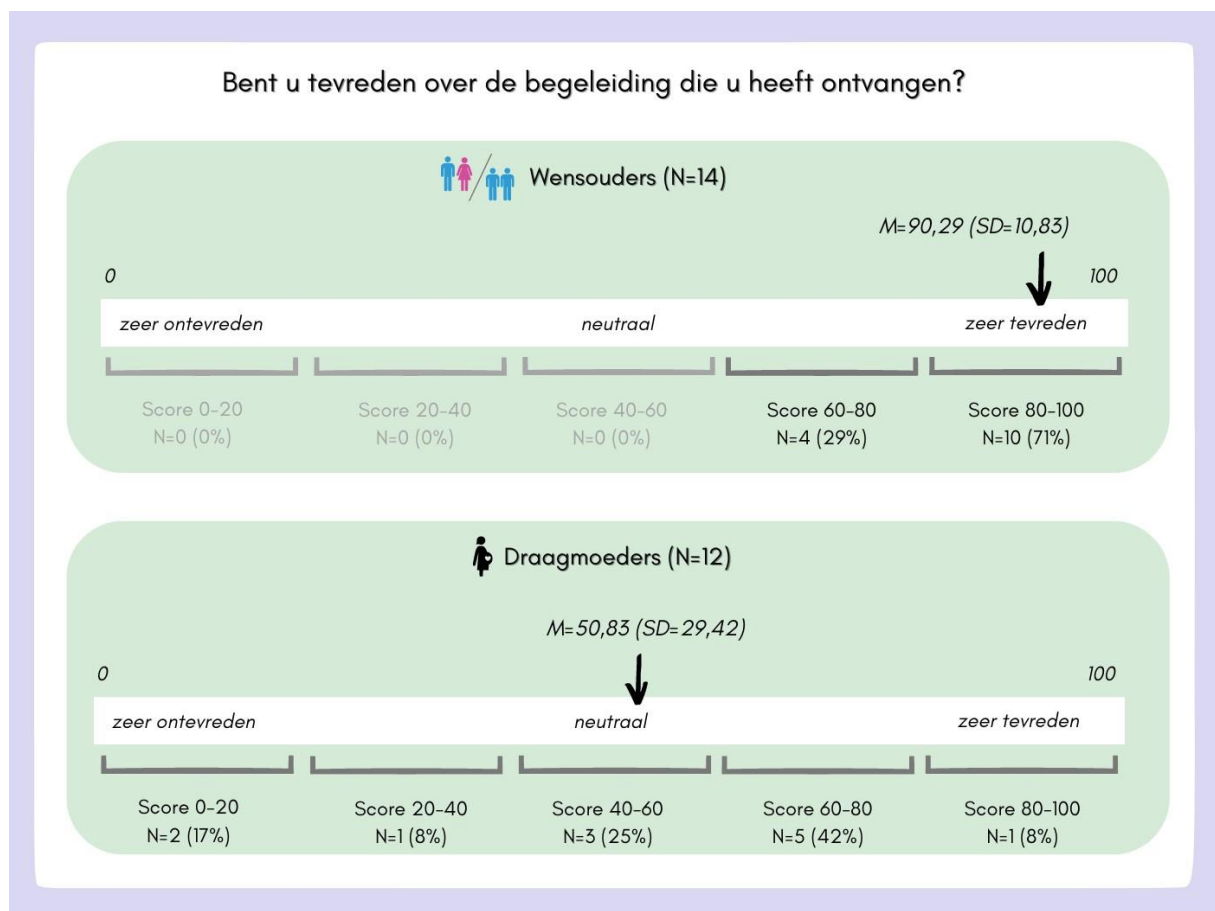 Bent u tevreden over de begeleiding die u heeft ontvangen?
Wensouders (N=14)
M=90,29 (SD=10,83)
0 100
zeer ontevreden neutraal zeer tevreden
Score 0-20 Score 20-40 Score 40-60 Score 60-80 Score 80-100
N=0 (0%) N=0 (0%) N=0 (0%) N=4 (29%) N=10 (71%)
Draagmoeders (N=12)
M=50,83 (SD=29,42)
0 100
zeer ontevreden neutraal zeer tevreden
Score 0-20 Score 20-40 Score 40-60 Score 60-80 Score 80-100
N=2 (17%) N=1 (8%) N=3 (25%) N=5 (42%) N=1 (8%)